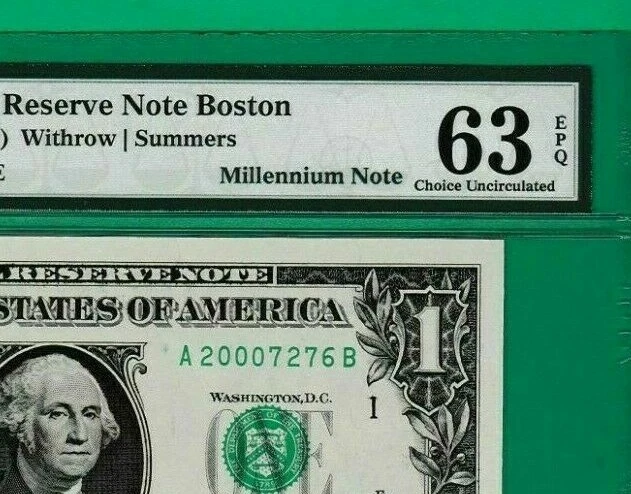 Reserve Note Boston
) Withrow | Summers
E
Millennium Note
63
EPQ
Choice Uncirculated
RESERVE NOTE
STATES OF AMERICA
1
A 20007276 B
WASHINGTON, D.C.
1